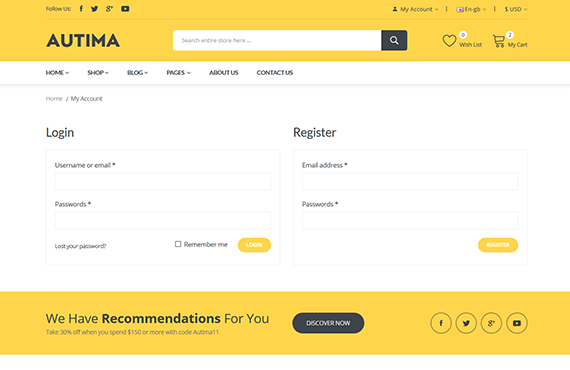 Follow Us:
My Account
En-gb
$ USD
AUTIMA
Search entire store here ...
0
Wish List
2
My Cart
HOME
SHOP
BLOG
PAGES
ABOUT US
CONTACT US
Home / My Account
Login
Register
Username or email *
Email address *
Passwords *
Passwords *
Lost your password?
Remember me
LOGIN
REGISTER
We Have Recommendations For You
Take 30% off when you spend $150 or more with code Autima11
DISCOVER NOW